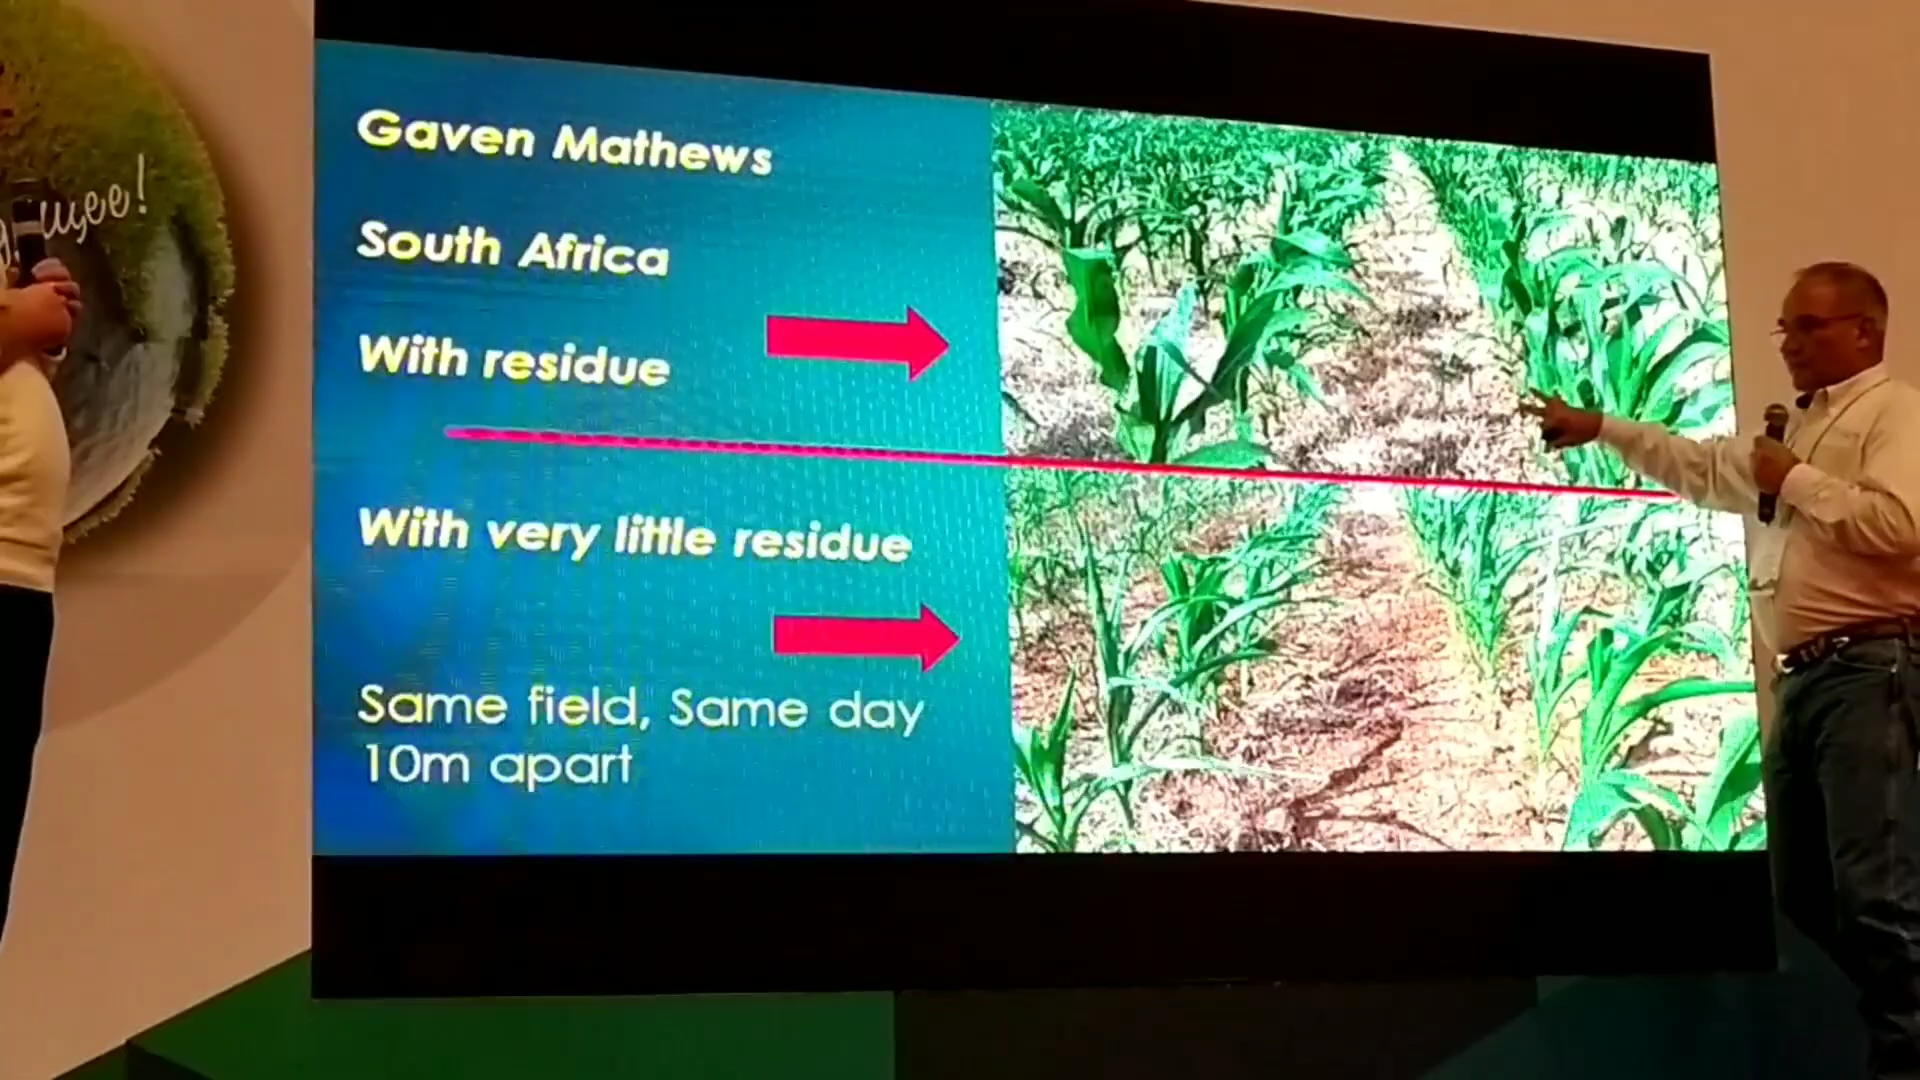 Gaven Mathews
South Africa
With residue
With very little residue
Same field, Same day
10m apart